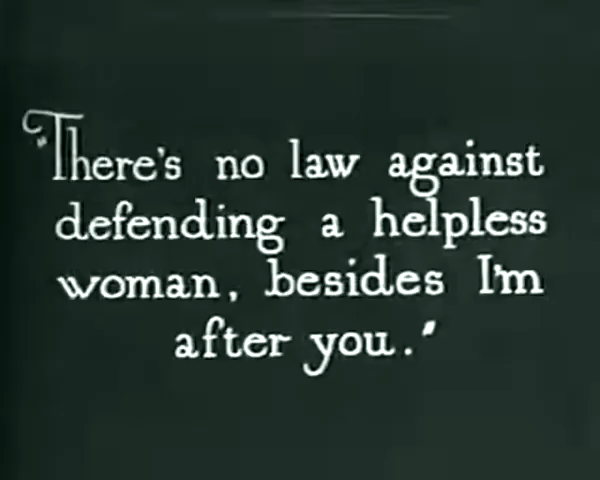 "There's no law against
defending a helpless
woman, besides I'm
after you."